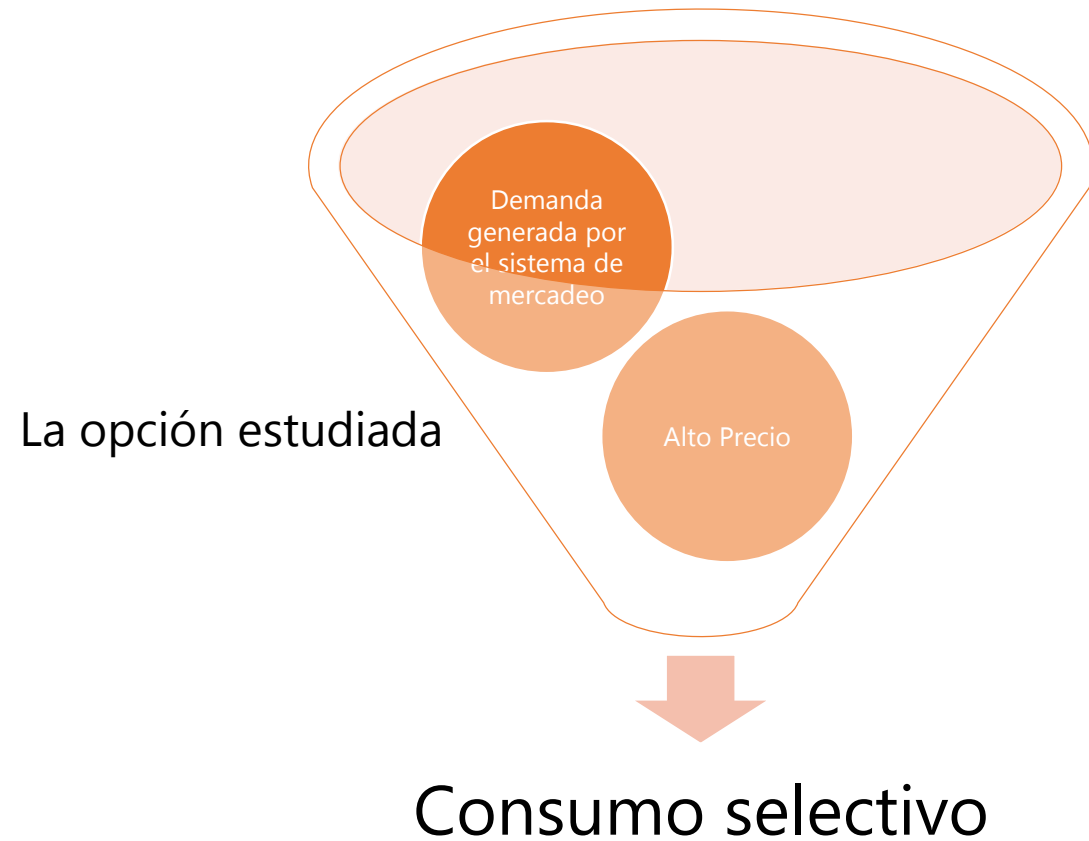 Demanda
generada por
el sistema de
mercadeo
La opción estudiada
Alto Precio
Consumo selectivo